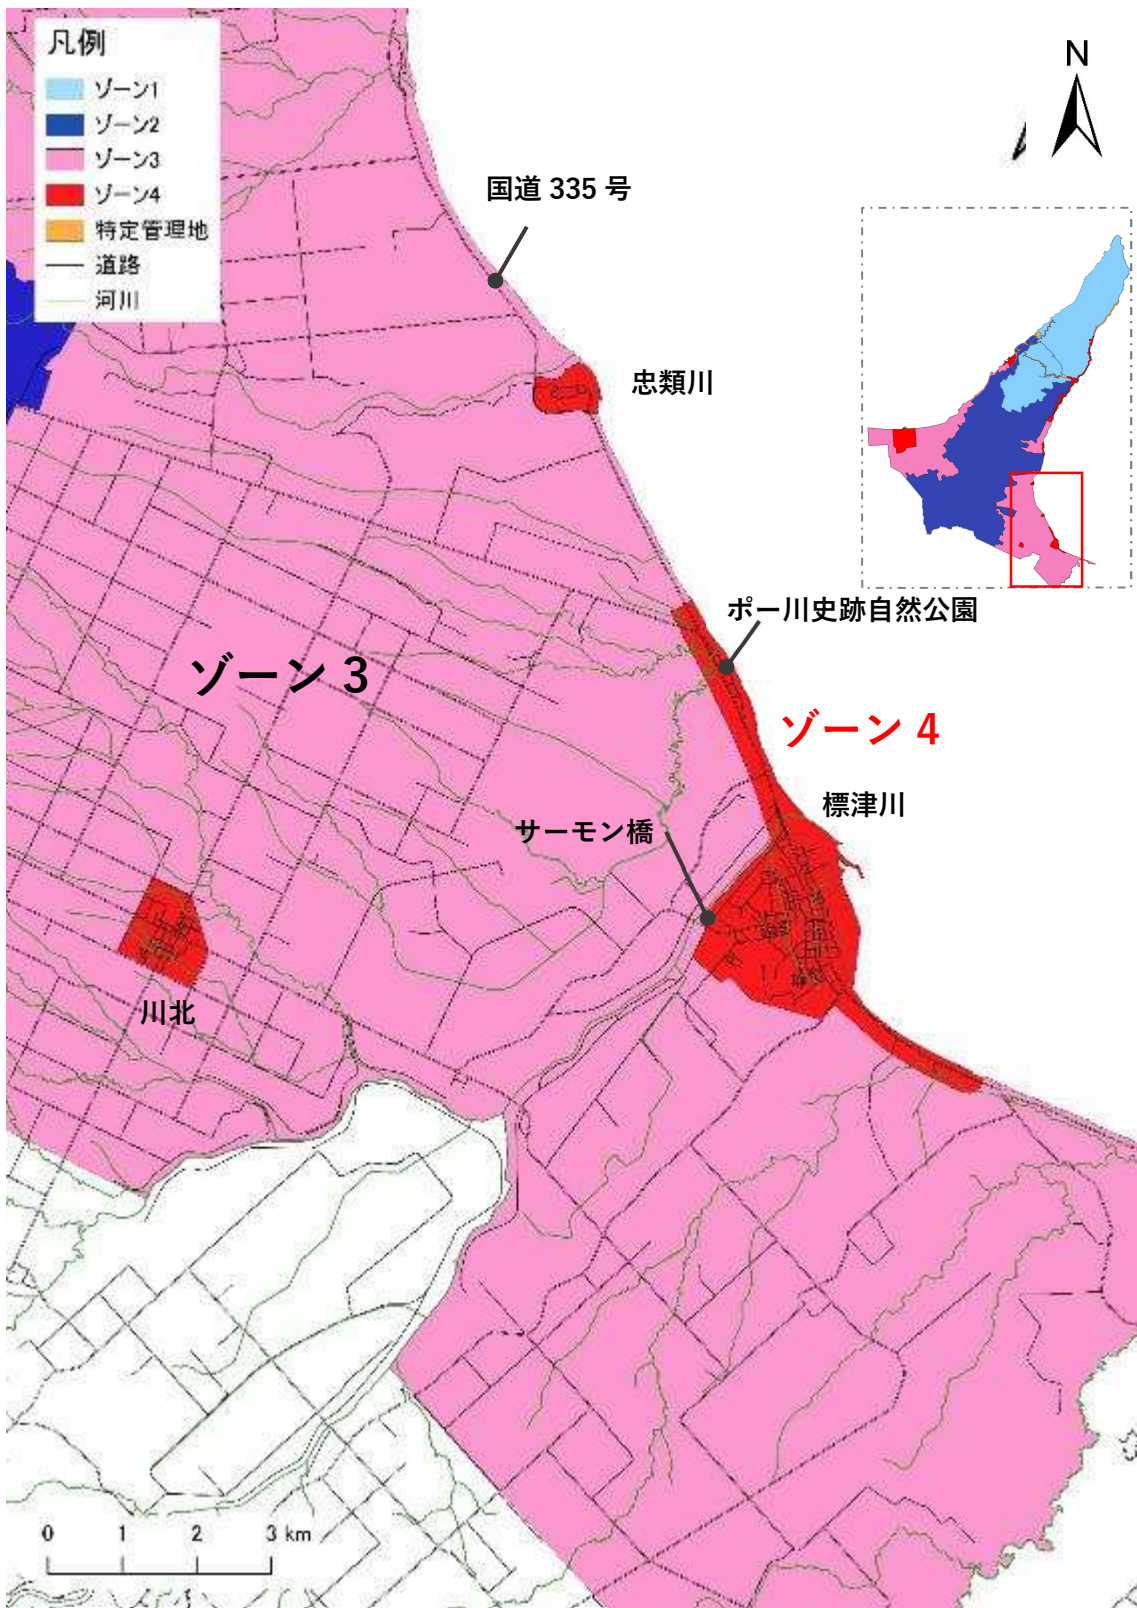 凡例
ゾーン1
ゾーン2
ゾーン3
ゾーン4
特定管理地
道路
河川
N
国道 335 号
忠類川
ポー川史跡自然公園
ゾーン 3
ゾーン 4
標津川
サーモン橋
川北
0 1 2 3 km